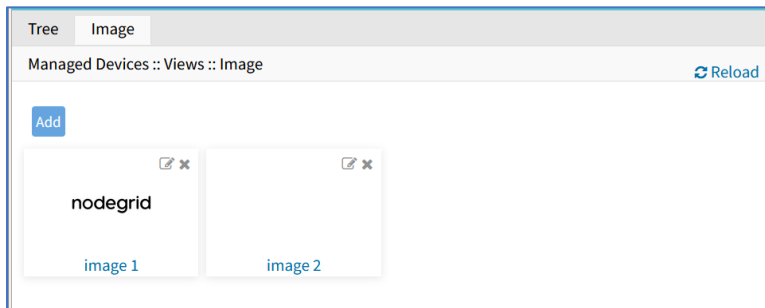 Tree Image
Managed Devices :: Views :: Image
Reload
Add
nodegrid
image 1 image 2